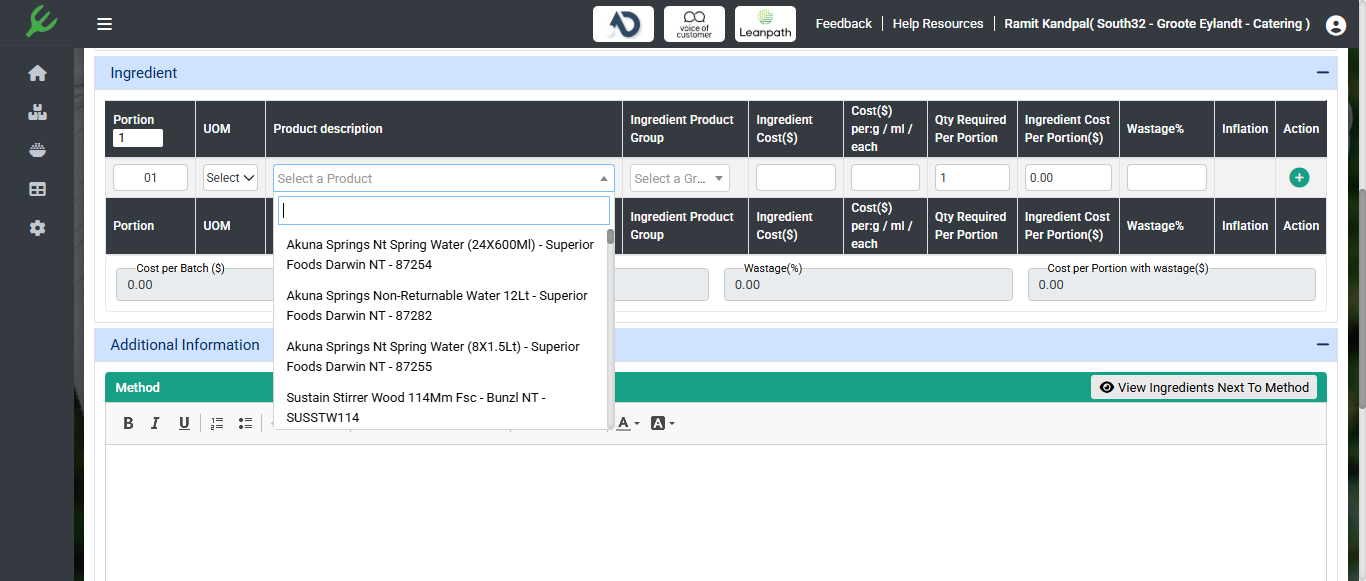 voice of
customer
Leanpath
Feedback
Help Resources
Ramit Kandpal( South32 - Groote Eylandt - Catering )
Ingredient
Portion
1
UOM
Product description
Ingredient Product
Group
Ingredient
Cost($)
Cost($)
per:g / ml /
each
Qty Required
Per Portion
Ingredient Cost
Per Portion($)
Wastage%
Inflation
Action
01
Select
Select a Product
Select a Gr...
1
0.00
Akuna Springs Nt Spring Water (24X600Ml) - Superior
Foods Darwin NT - 87254
Akuna Springs Non-Returnable Water 12Lt - Superior
Foods Darwin NT - 87282
Akuna Springs Nt Spring Water (8X1.5Lt) - Superior
Foods Darwin NT - 87255
Sustain Stirrer Wood 114Mm Fsc - Bunzl NT -
SUSSTW114
Portion
UOM
Ingredient Product
Group
Ingredient
Cost($)
Cost($)
per:g / ml /
each
Qty Required
Per Portion
Ingredient Cost
Per Portion($)
Wastage%
Inflation
Action
Cost per Batch ($)
0.00
Wastage(%)
0.00
Cost per Portion with wastage($)
0.00
Additional Information
Method
View Ingredients Next To Method
B I U
A A